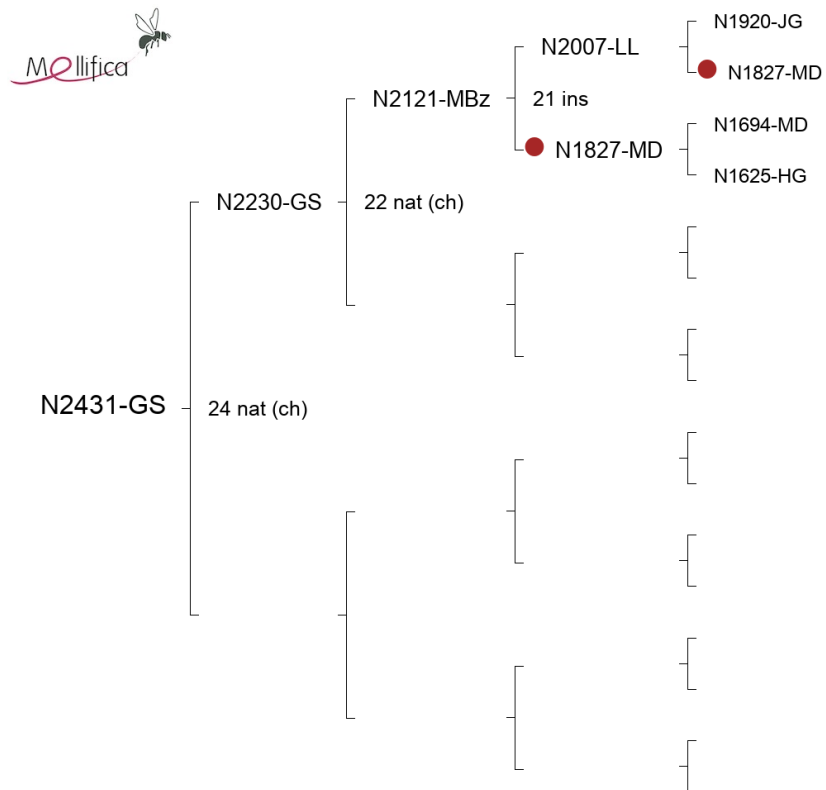 Mellifica
N1920-JG
N2007-LL
N1827-MD
N2121-MBz
21 ins
N1694-MD
N1827-MD
N1625-HG
N2230-GS
22 nat (ch)
N2431-GS
24 nat (ch)